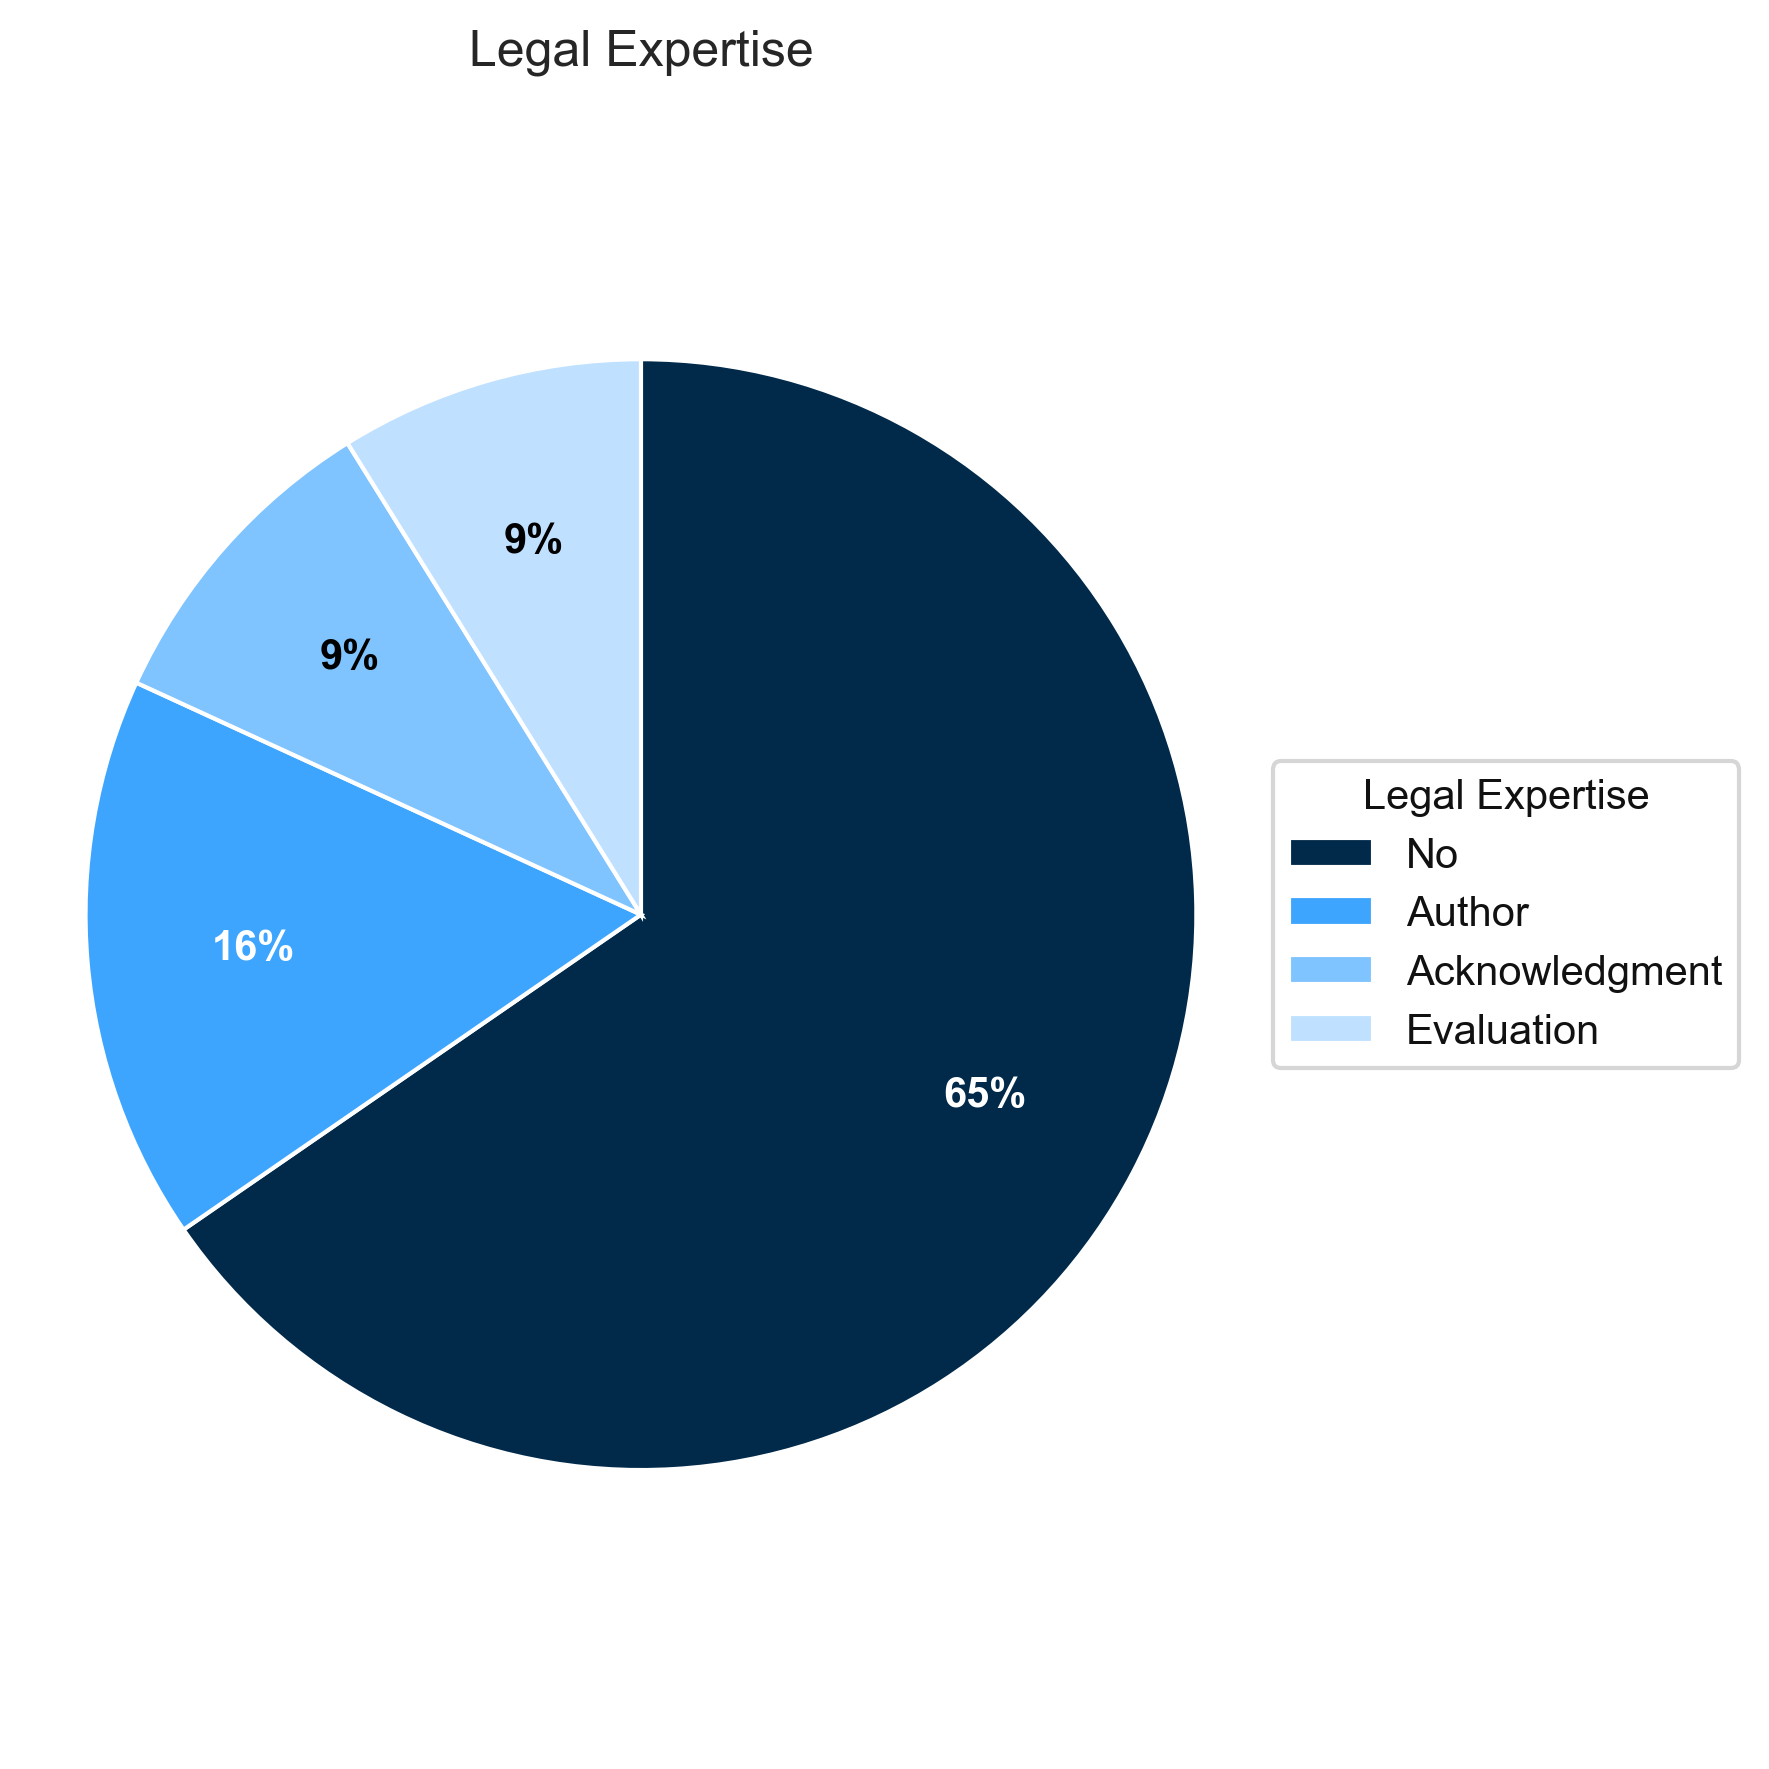 Legal Expertise
9%
9%
16%
65%
Legal Expertise
No
Author
Acknowledgment
Evaluation